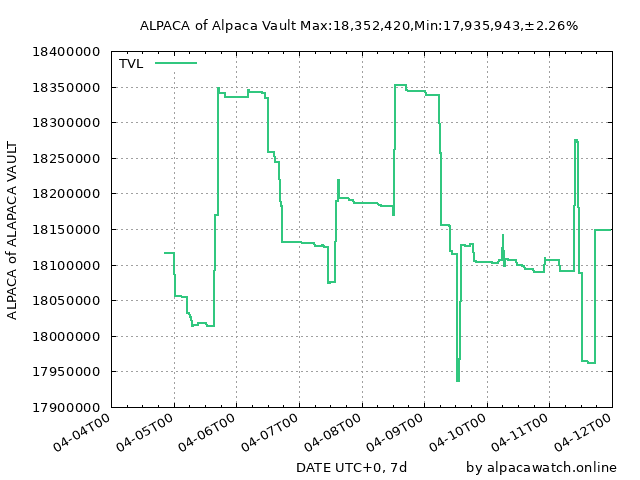 ALPACA of Alpaca Vault Max:18,352,420,Min:17,935,943,±2.26%
TVL
18400000
18350000
18300000
18250000
18200000
18150000
18100000
18050000
18000000
17950000
17900000
ALPACA of ALAPACA VAULT
04-04T00
04-05T00
04-06T00
04-07T00
04-08T00
04-09T00
04-10T00
04-11T00
04-12T00
DATE UTC+0, 7d
by alpacawatch.online